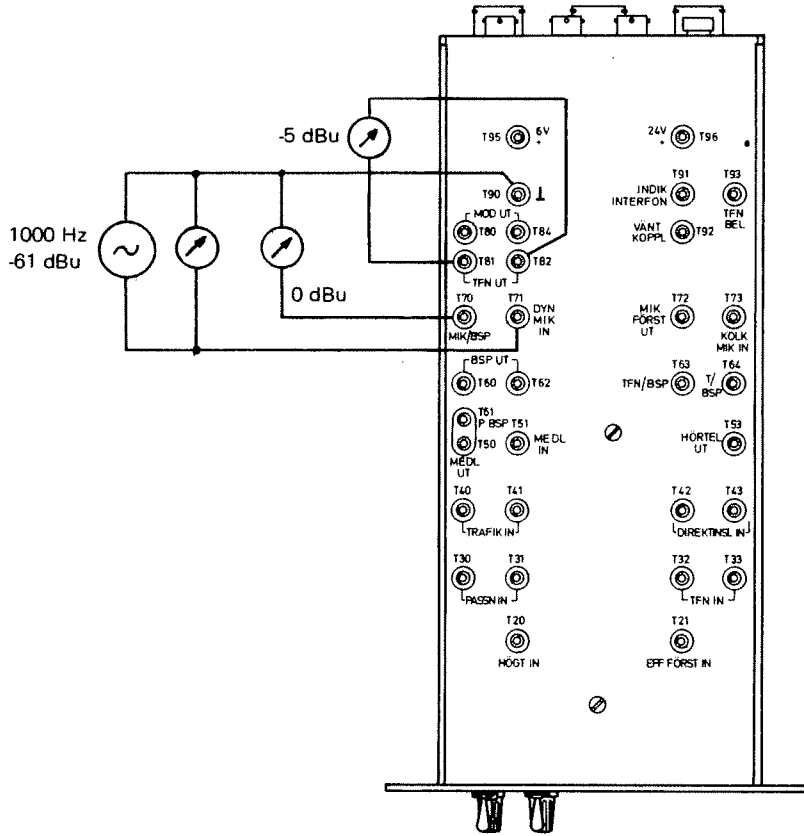 -5 dBu
1000 Hz
-61 dBu
0 dBu
T95 6V
+
24V
+ T96
T90 ⊥
T91
INDIK
INTERFON
T93
TFN
BEL
MOD UT
T80 T84
VÄNT
KOPPL T92
T81 T82
TFN UT
T70
MIK/BSP
T71 DYN
MIK
IN
MIK T72
FÖRST
UT
T73
KOLK
MIK IN
BSP UT
T60 T62
T63
TFN/BSP
T64
T/
BSP
T61
P BSP
T50
MEDL
UT
T51
MEDL
IN
T53
HÖRTEL
UT
T40 T41
TRAFIK IN
T42 T43
DIREKTINSL IN
T30 T31
PASSN IN
T32 T33
TFN IN
T20
HÖGT IN
T21
EFF FÖRST IN